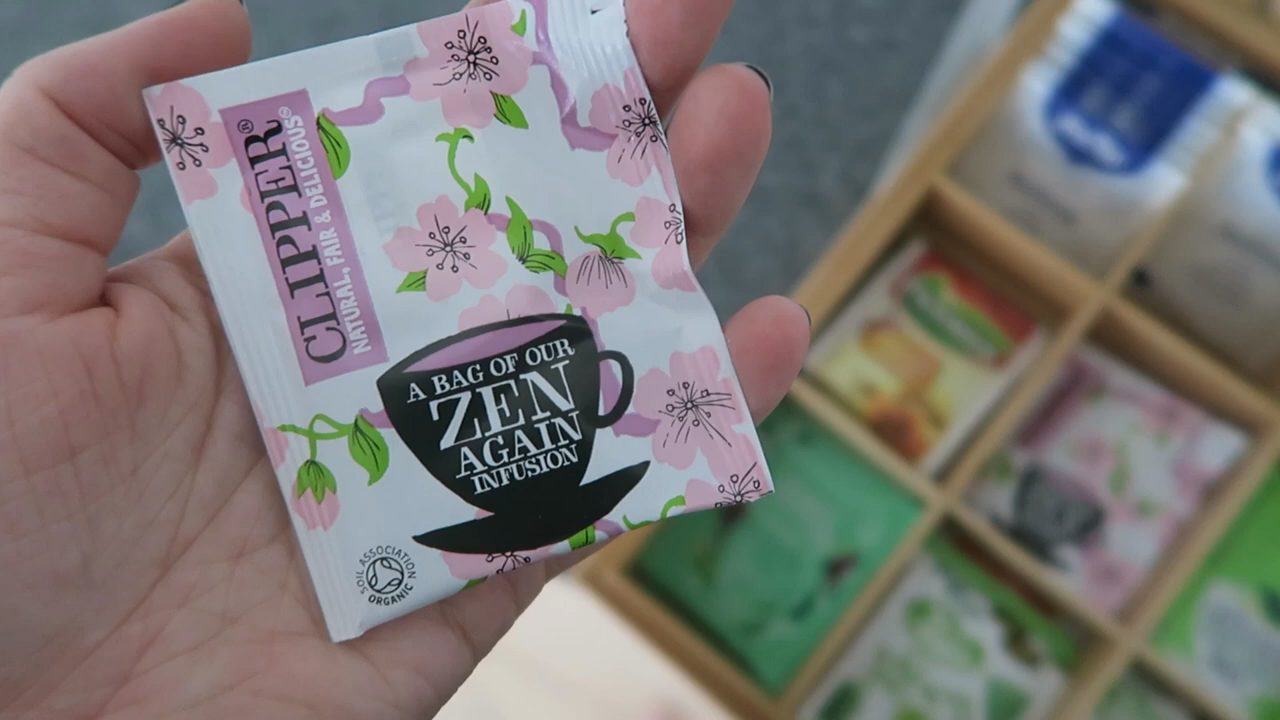 CLIPPER®
NATURAL, FAIR & DELICIOUS®
A BAG OF OUR
ZEN
AGAIN
INFUSION
SOIL ASSOCIATION
ORGANIC